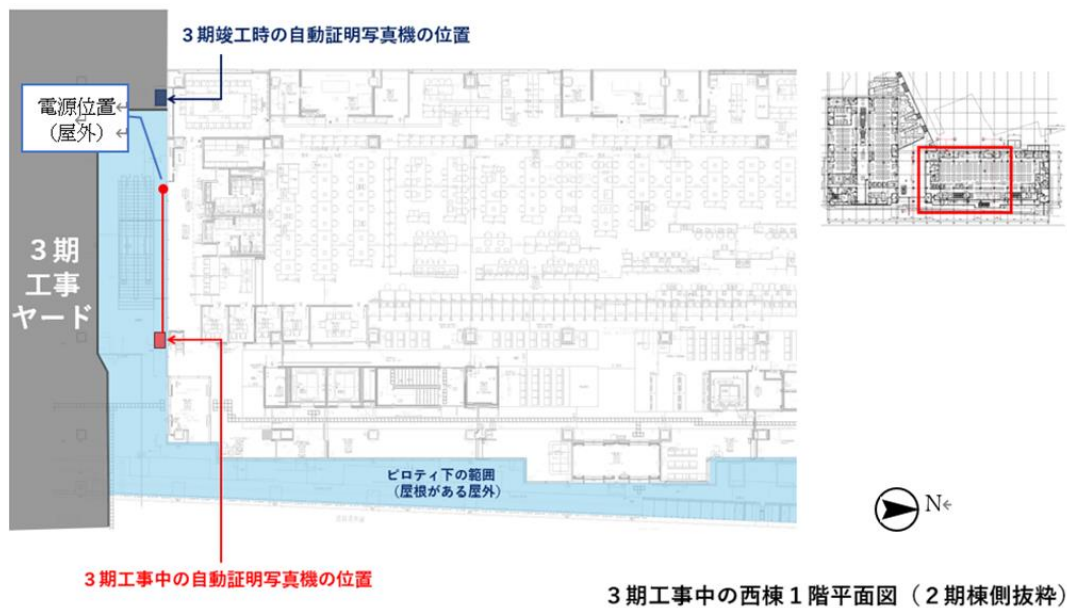 ３期竣工時の自動証明写真機の位置
電源位置
（屋外）
３期
工事
ヤード
ピロティ下の範囲
（屋根がある屋外）
N
３期工事中の自動証明写真機の位置
３期工事中の西棟１階平面図（２期棟側抜粋）